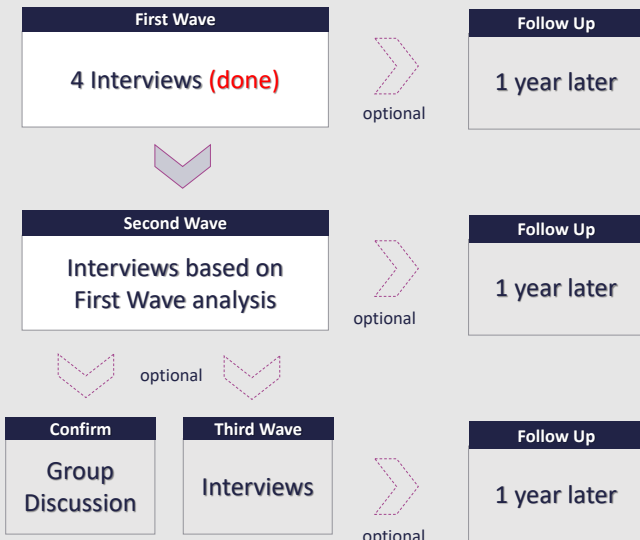 First Wave
4 Interviews (done)
optional
Follow Up
1 year later
Second Wave
Interviews based on
First Wave analysis
optional
Follow Up
1 year later
optional
Confirm
Group
Discussion
Third Wave
Interviews
optional
Follow Up
1 year later